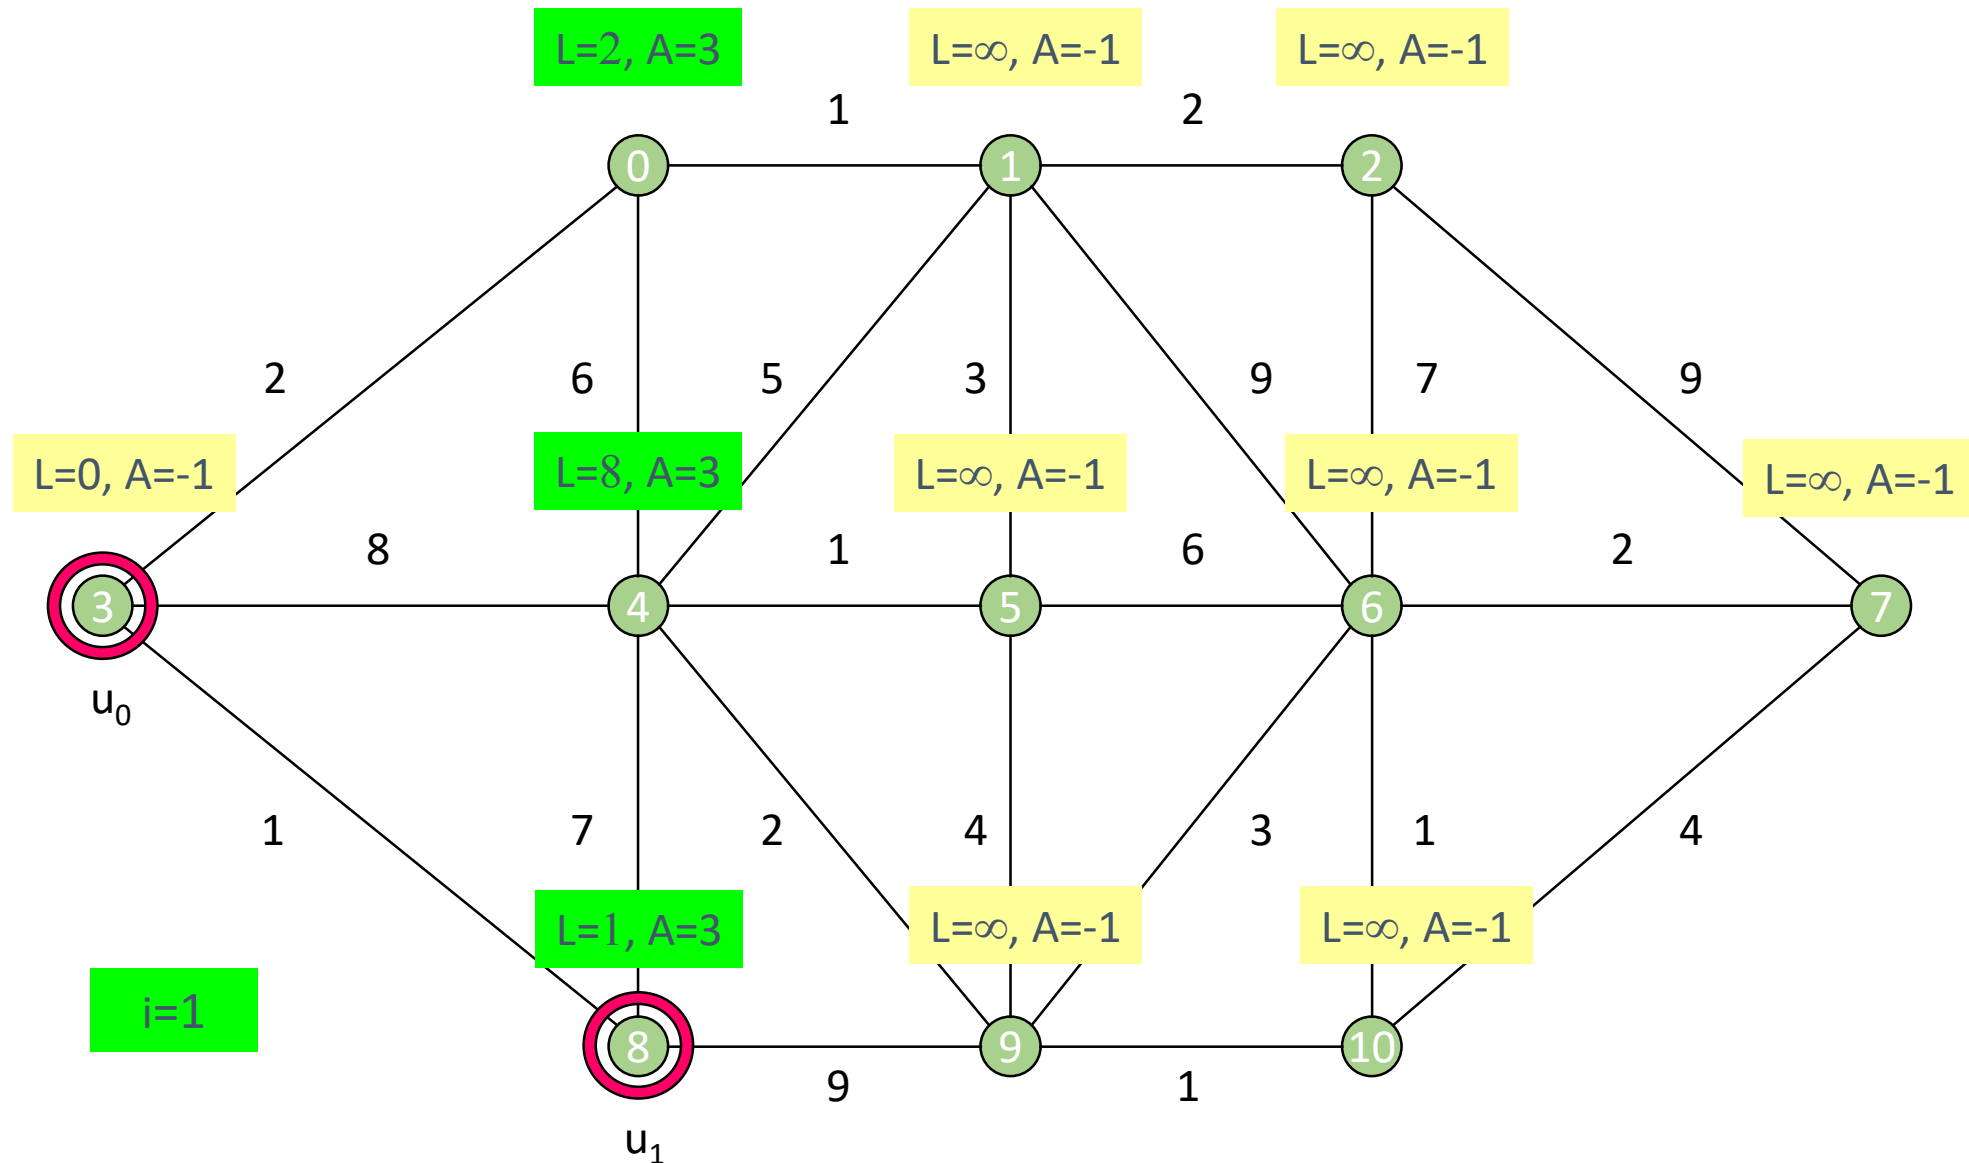 L=2, A=3
L=∞, A=-1
L=∞, A=-1
1
2
0
1
2
2
6
5
3
9
7
9
L=0, A=-1
L=8, A=3
L=∞, A=-1
L=∞, A=-1
L=∞, A=-1
8
1
6
2
3
4
5
6
7
u0
1
7
2
4
3
1
4
L=1, A=3
L=∞, A=-1
L=∞, A=-1
i=1
8
9
10
9
1
u1